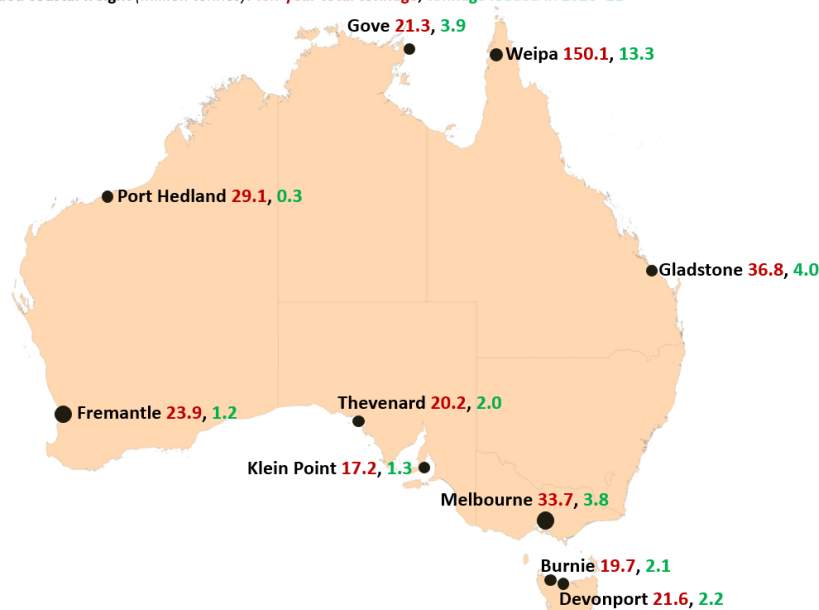 Gove 21.3, 3.9
Weipa 150.1, 13.3
Port Hedland 29.1, 0.3
Gladstone 36.8, 4.0
Thevenard 20.2, 2.0
Fremantle 23.9, 1.2
Klein Point 17.2, 1.3
Melbourne 33.7, 3.8
Burnie 19.7, 2.1
Devonport 21.6, 2.2